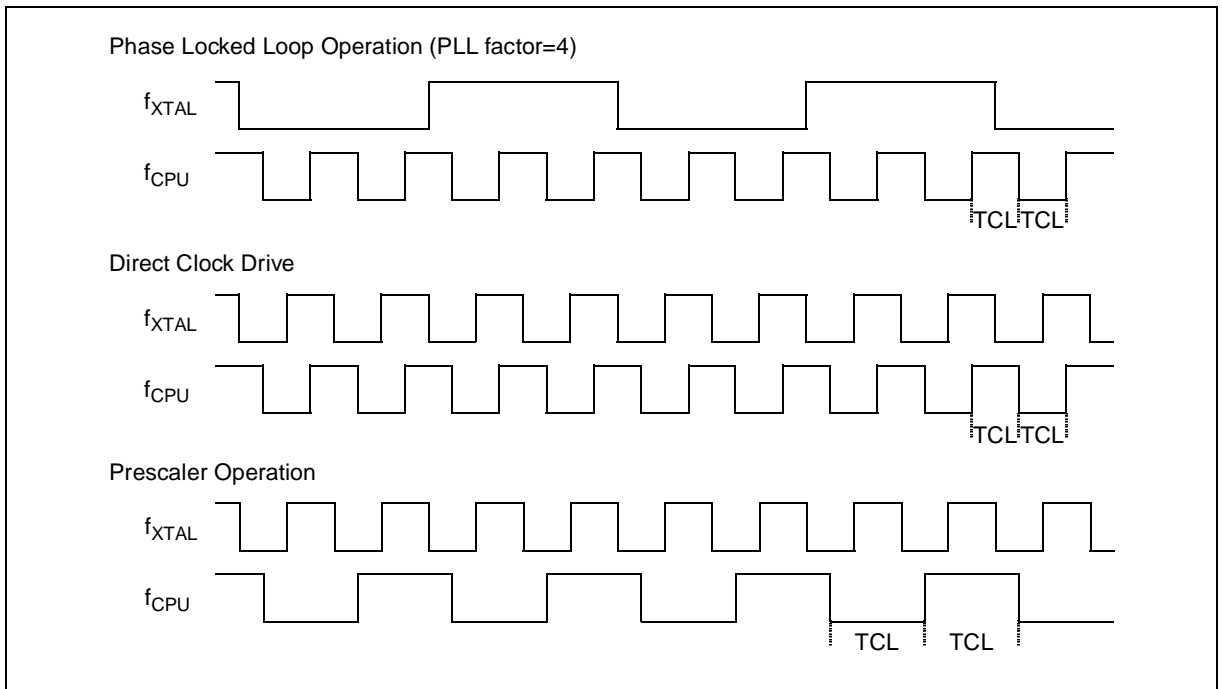 Phase Locked Loop Operation (PLL factor=4)
fXTAL
fCPU
TCL TCL
Direct Clock Drive
fXTAL
fCPU
TCL TCL
Prescaler Operation
fXTAL
fCPU
TCL TCL